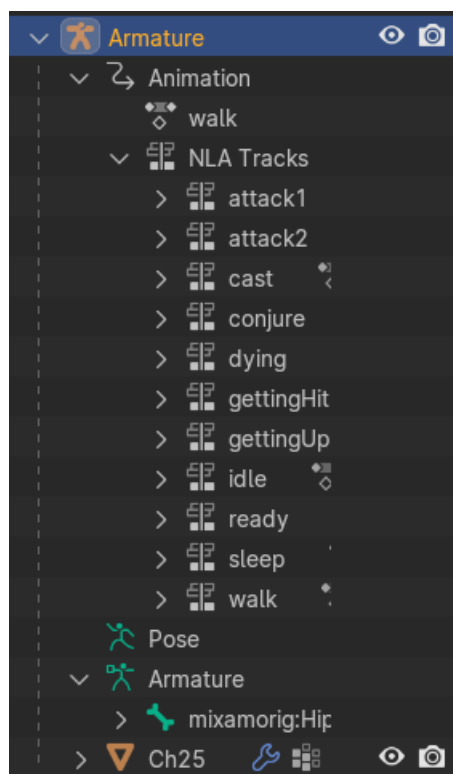 Armature
Animation
walk
NLA Tracks
attack1
attack2
cast
conjure
dying
gettingHit
gettingUp
idle
ready
sleep
walk
Pose
Armature
mixamorig:Hip
Ch25